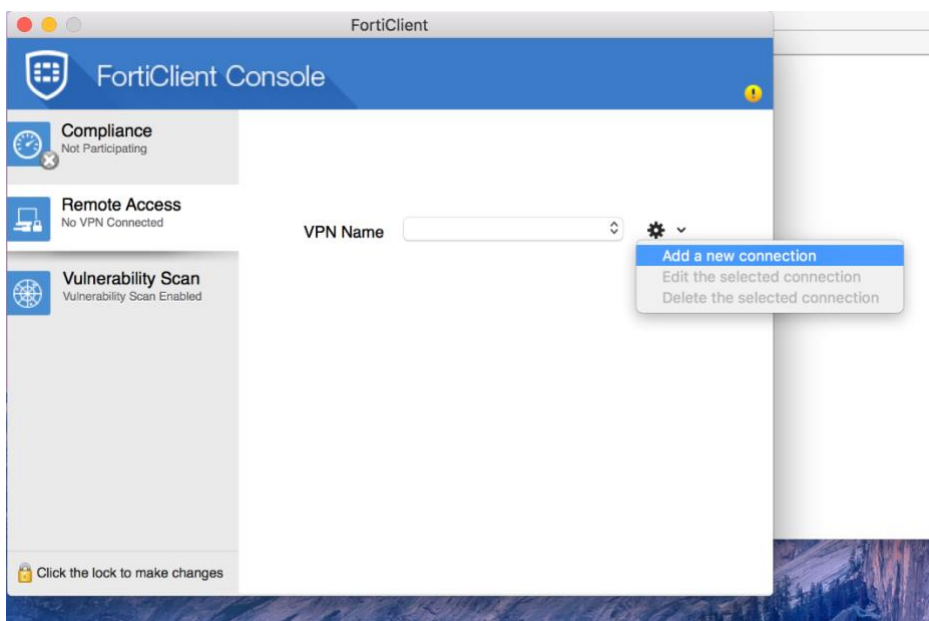 FortiClient
FortiClient Console
Compliance
Not Participating
Remote Access
No VPN Connected
VPN Name
Add a new connection
Edit the selected connection
Delete the selected connection
Vulnerability Scan
Vulnerability Scan Enabled
Click the lock to make changes